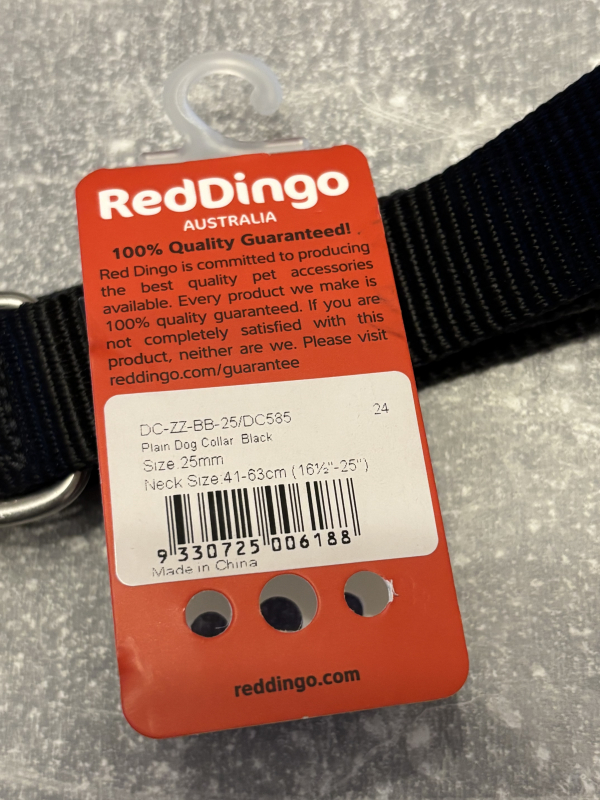 RedDingo
AUSTRALIA
100% Quality Guaranteed!
Red Dingo is committed to producing
the best quality pet accessories
available. Every product we make is
100% quality guaranteed. If you are
not completely satisfied with this
product, neither are we. Please visit
reddingo.com/guarantee
DC-ZZ-BB-25/DC585 24
Plain Dog Collar Black
Size:25mm
Neck Size:41-63cm (16½"-25")
9 330725 006188
Made in China
reddingo.com